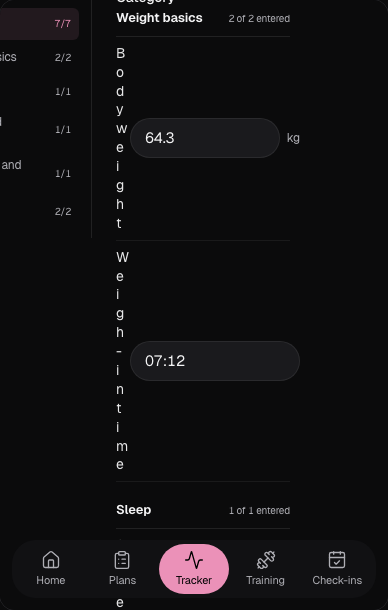 Category
7/7
sics 2/2
1/1
d 1/1
and 1/1
2/2
Weight basics 2 of 2 entered
Bodyweight
64.3 kg
Weigh-in time
07:12
Sleep 1 of 1 entered
e
Home Plans Tracker Training Check-ins